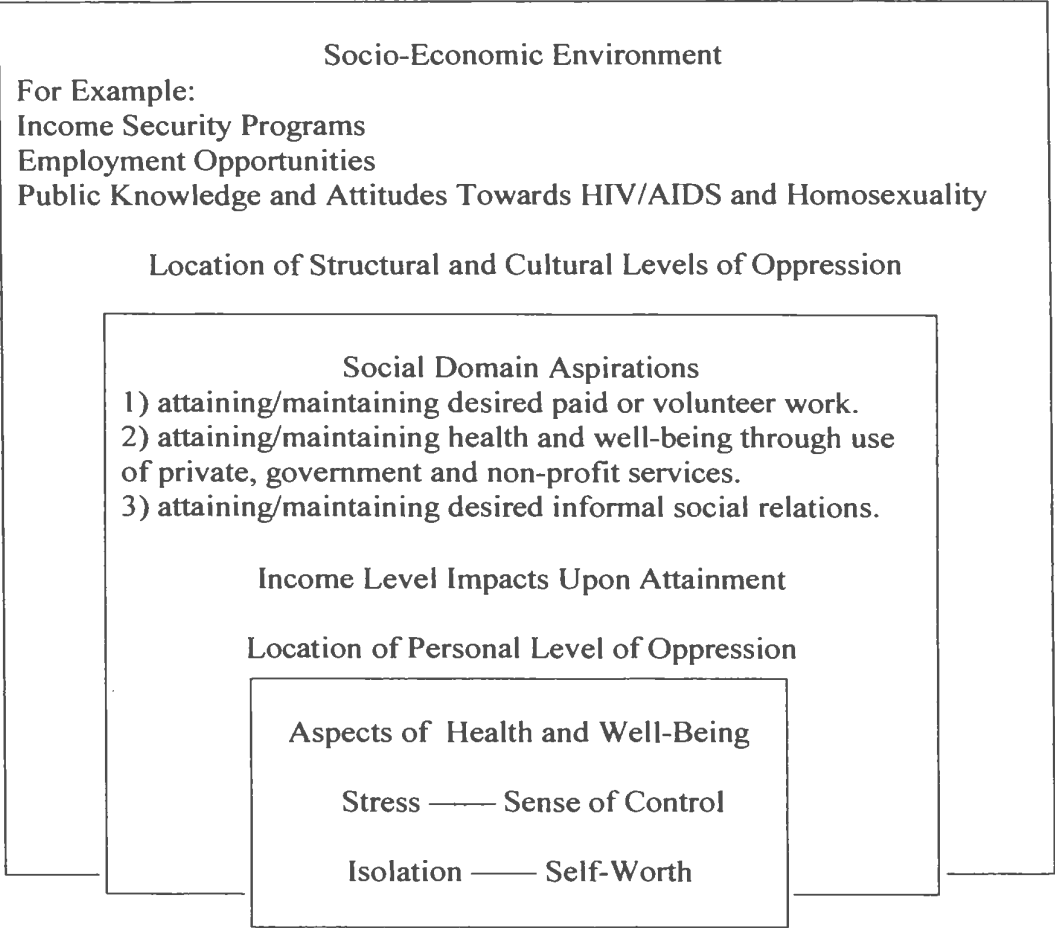 Socio-Economic Environment
For Example:
Income Security Programs
Employment Opportunities
Public Knowledge and Attitudes Towards HIV/AIDS and Homosexuality
Location of Structural and Cultural Levels of Oppression
Social Domain Aspirations
1) attaining/maintaining desired paid or volunteer work.
2) attaining/maintaining health and well-being through use
of private, government and non-profit services.
3) attaining/maintaining desired informal social relations.
Income Level Impacts Upon Attainment
Location of Personal Level of Oppression
Aspects of Health and Well-Being
Stress —— Sense of Control
Isolation —— Self-Worth